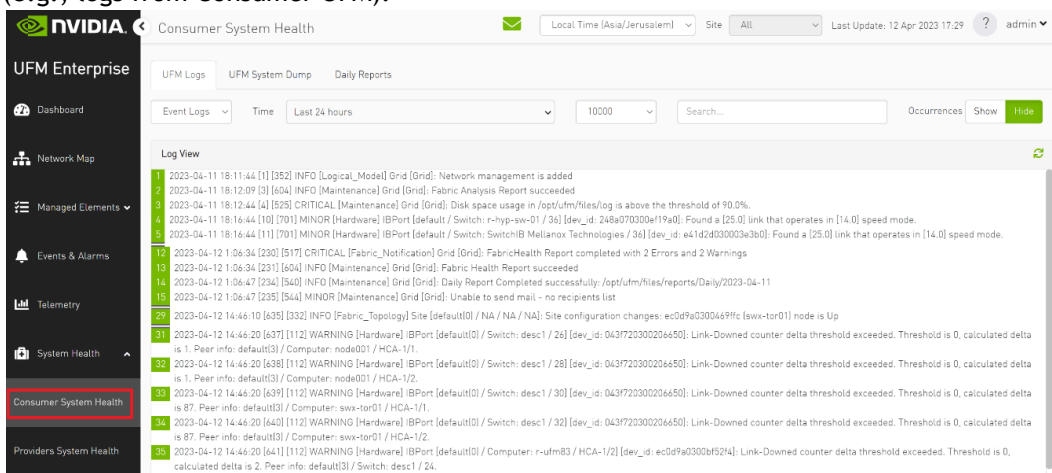 (e.g., logs from Consumer UFM).
NVIDIA. Consumer System Health Local Time (Asia/Jerusalem) Site All Last Update: 12 Apr 2023 17:29 ? admin
UFM Enterprise
UFM Logs UFM System Dump Daily Reports
Dashboard
Event Logs Time Last 24 hours 10000 Search... Occurrences Show Hide
Network Map
Log View
1 2023-04-11 18:11:44 [1] [352] INFO [Logical_Model] Grid [Grid]: Network management is added
2 2023-04-11 18:12:09 [3] [604] INFO [Maintenance] Grid [Grid]: Fabric Analysis Report succeeded
3 2023-04-11 18:12:44 [4] [525] CRITICAL [Maintenance] Grid [Grid]: Disk space usage in /opt/ufm/files/log is above the threshold of 90.0%.
Managed Elements
4 2023-04-11 18:16:44 [10] [701] MINOR [Hardware] IBPort [default / Switch: r-hyp-sw-01 / 36] [dev_id: 248a070300ef19a0]: Found a [25.0] link that operates in [14.0] speed mode.
5 2023-04-11 18:16:44 [11] [701] MINOR [Hardware] IBPort [default / Switch: SwitchIB Mellanox Technologies / 36] [dev_id: e41d2d030003e3b0]: Found a [25.0] link that operates in [14.0] speed mode.
12 2023-04-12 1:06:34 [230] [517] CRITICAL [Fabric_Notification] Grid [Grid]: FabricHealth Report completed with 2 Errors and 2 Warnings
Events & Alarms
13 2023-04-12 1:06:34 [231] [604] INFO [Maintenance] Grid [Grid]: Fabric Health Report succeeded
14 2023-04-12 1:06:47 [234] [540] INFO [Maintenance] Grid [Grid]: Daily Report Completed successfully: /opt/ufm/files/reports/Daily/2023-04-11
15 2023-04-12 1:06:47 [235] [544] MINOR [Maintenance] Grid [Grid]: Unable to send mail - no recipients list
Telemetry
29 2023-04-12 14:46:10 [635] [332] INFO [Fabric_Topology] Site [default(0) / NA / NA / NA]: Site configuration changes: ec0d9a0300469ffc (swx-tor01) node is Up
31 2023-04-12 14:46:20 [637] [112] WARNING [Hardware] IBPort [default(0) / Switch: desc1 / 26] [dev_id: 043f720300206650]: Link-Downed counter delta threshold exceeded. Threshold is 0, calculated delta
is 1. Peer info: default(3) / Computer: node001 / HCA-1/1.
System Health
32 2023-04-12 14:46:20 [638] [112] WARNING [Hardware] IBPort [default(0) / Switch: desc1 / 28] [dev_id: 043f720300206650]: Link-Downed counter delta threshold exceeded. Threshold is 0, calculated delta
is 1. Peer info: default(3) / Computer: node001 / HCA-1/2.
33 2023-04-12 14:46:20 [639] [112] WARNING [Hardware] IBPort [default(0) / Switch: desc1 / 30] [dev_id: 043f720300206650]: Link-Downed counter delta threshold exceeded. Threshold is 0, calculated delta
Consumer System Health
is 87. Peer info: default(3) / Computer: swx-tor01 / HCA-1/1.
34 2023-04-12 14:46:20 [640] [112] WARNING [Hardware] IBPort [default(0) / Switch: desc1 / 32] [dev_id: 043f720300206650]: Link-Downed counter delta threshold exceeded. Threshold is 0, calculated delta
is 87. Peer info: default(3) / Computer: swx-tor01 / HCA-1/2.
Providers System Health
35 2023-04-12 14:46:20 [641] [112] WARNING [Hardware] IBPort [default(0) / Computer: r-ufm83 / HCA-1/2] [dev_id: ec0d9a0300bf52f4]: Link-Downed counter delta threshold exceeded. Threshold is 0,
calculated delta is 2. Peer info: default(3) / Switch: desc1 / 24.